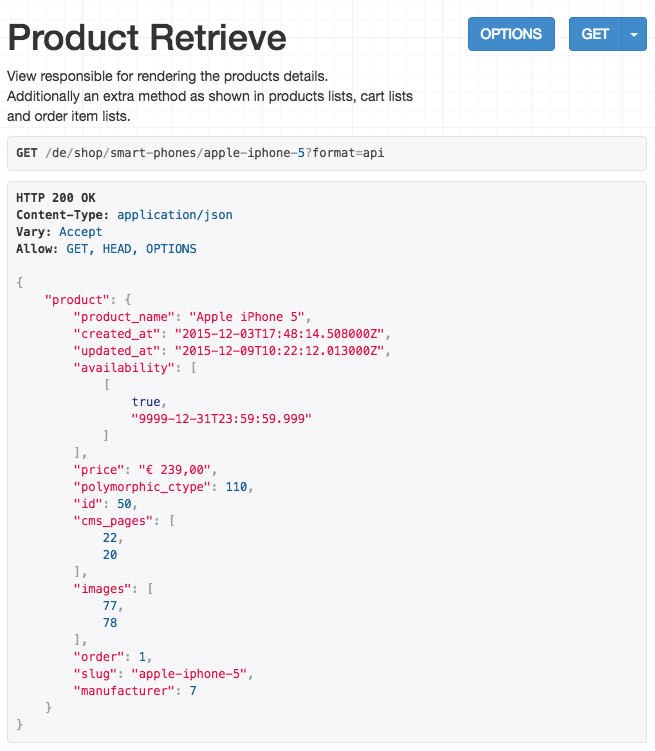 Product Retrieve
OPTIONS
GET
View responsible for rendering the products details.
Additionally an extra method as shown in products lists, cart lists
and order item lists.
GET /de/shop/smart-phones/apple-iphone-5?format=api
HTTP 200 OK
Content-Type: application/json
Vary: Accept
Allow: GET, HEAD, OPTIONS
{
    "product": {
        "product_name": "Apple iPhone 5",
        "created_at": "2015-12-03T17:48:14.508000Z",
        "updated_at": "2015-12-09T10:22:12.013000Z",
        "availability": [
            [
                true,
                "9999-12-31T23:59:59.999"
            ]
        ],
        "price": "€ 239,00",
        "polymorphic_ctype": 110,
        "id": 50,
        "cms_pages": [
            22,
            20
        ],
        "images": [
            77,
            78
        ],
        "order": 1,
        "slug": "apple-iphone-5",
        "manufacturer": 7
    }
}